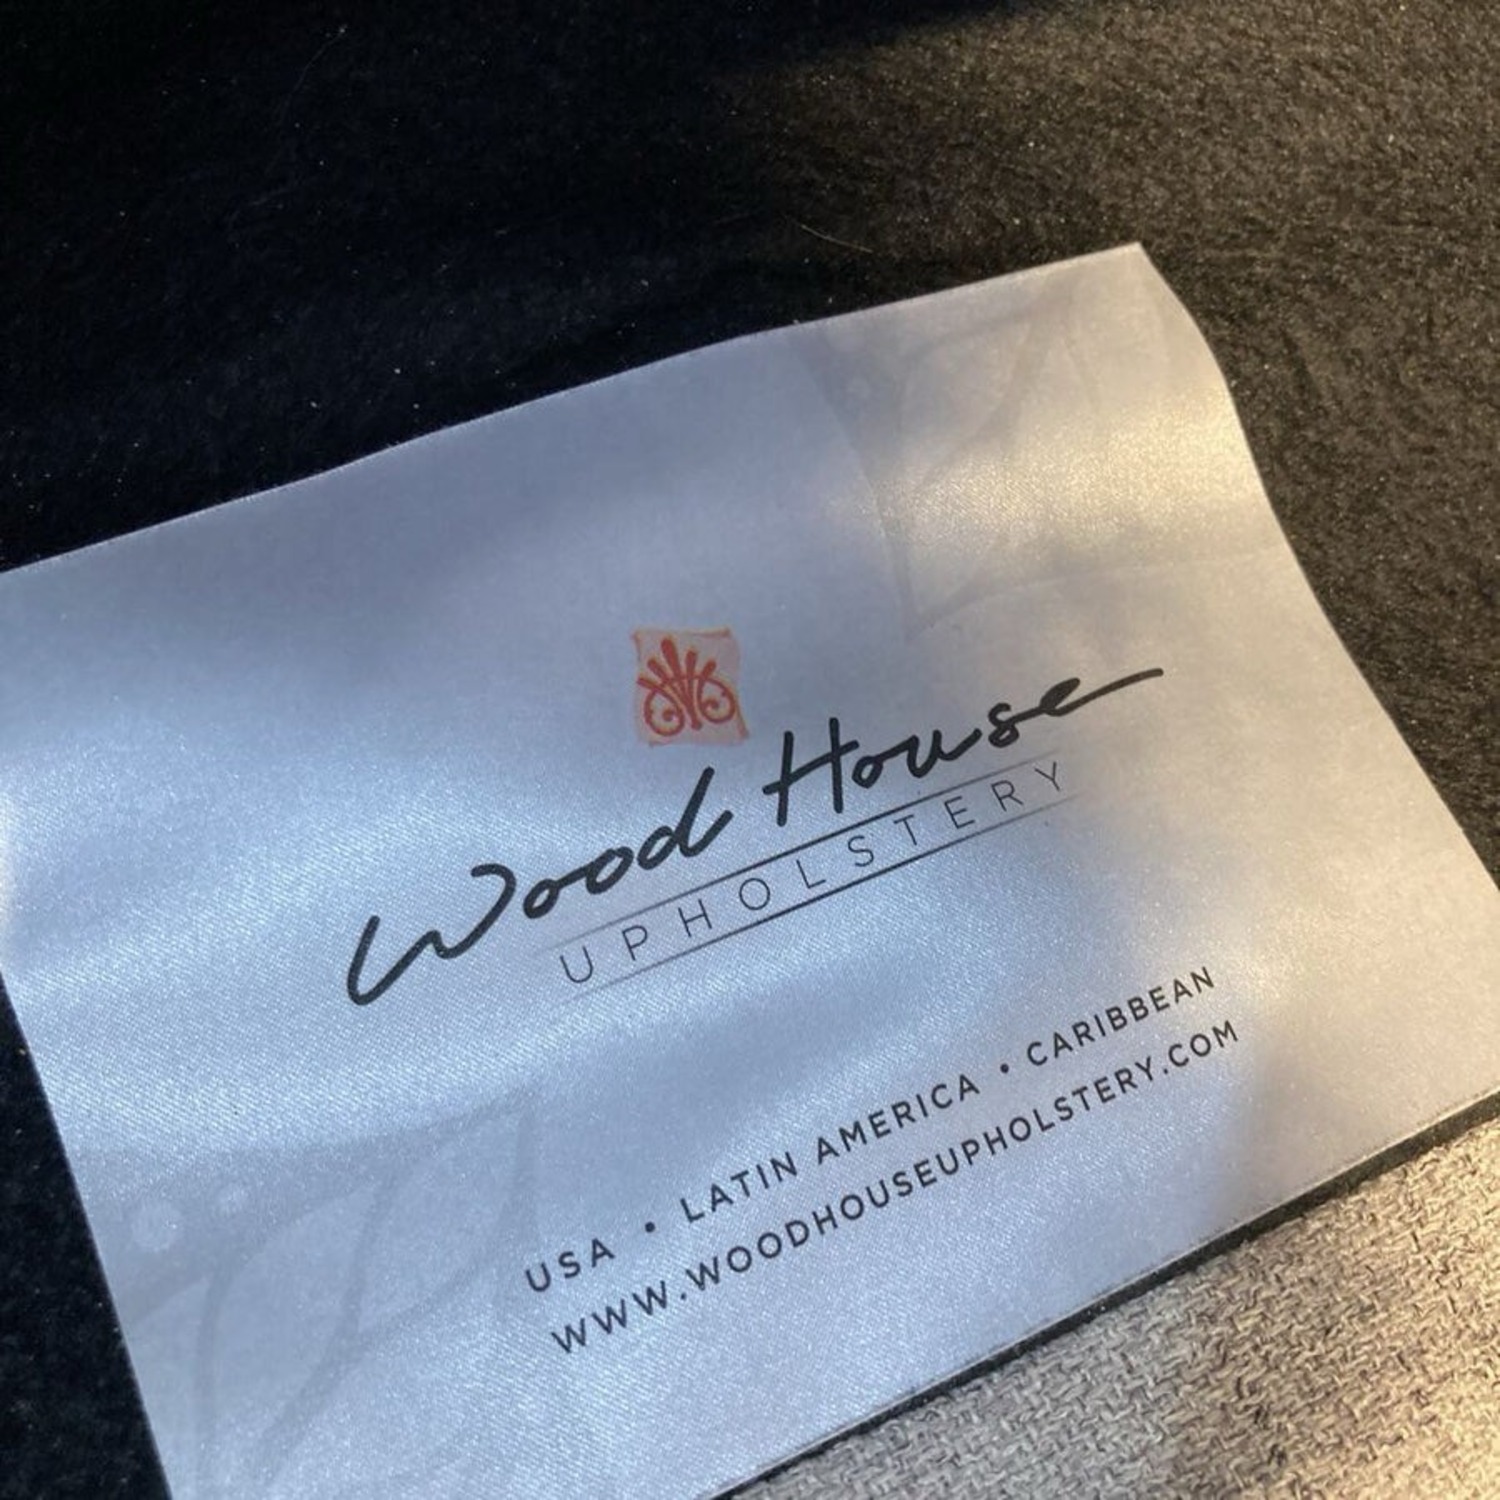 Wood House
UPHOLSTERY
USA • LATIN AMERICA • CARIBBEAN
WWW.WOODHOUSEUPHOLSTERY.COM